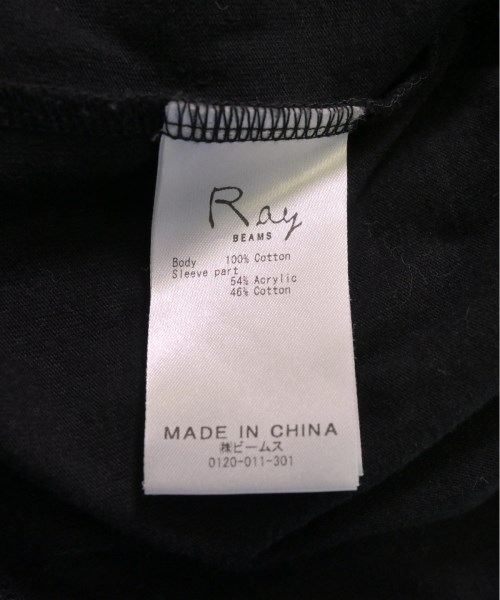 Ray
BEAMS
Body 100% Cotton
Sleeve part
54% Acrylic
46% Cotton
MADE IN CHINA
㈱ビームス
0120-011-301